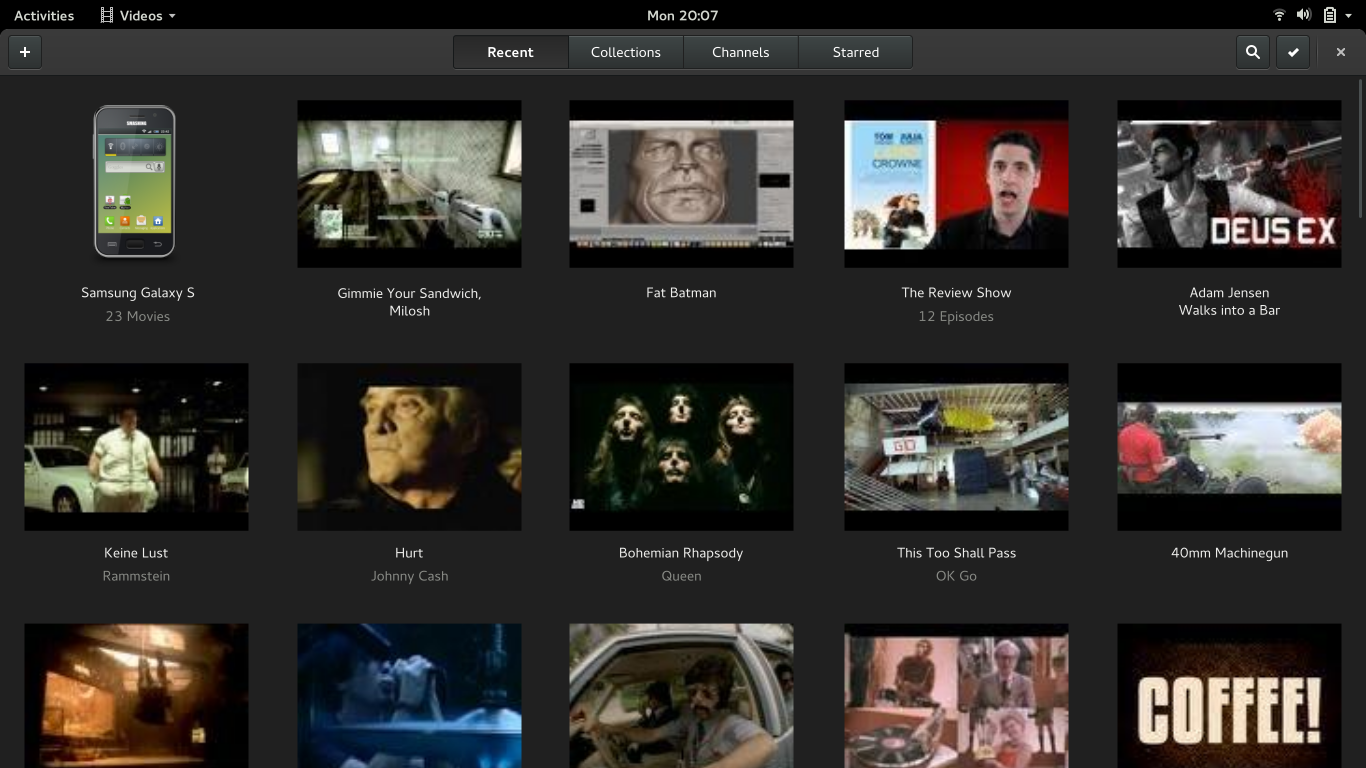 Activities
Videos
Mon 20:07
Recent
Collections
Channels
Starred
SAMSUNG
TOM JULIA
CROWNE
DEUS EX
Samsung Galaxy S
23 Movies
Gimmie Your Sandwich,
Milosh
Fat Batman
The Review Show
12 Episodes
Adam Jensen
Walks into a Bar
GO
Keine Lust
Rammstein
Hurt
Johnny Cash
Bohemian Rhapsody
Queen
This Too Shall Pass
OK Go
40mm Machinegun
COFFEE!